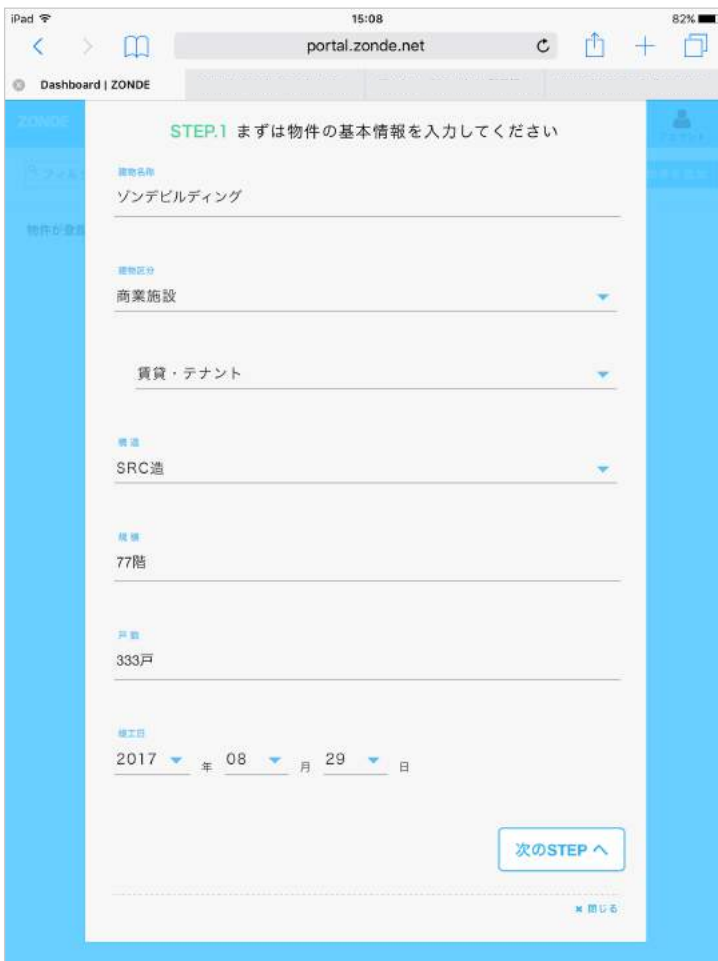 iPad 15:08 82%
portal.zonde.net
Dashboard | ZONDE
ZONDE
STEP.1 まずは物件の基本情報を入力してください
建物名称
ゾンデビルディング
建物区分
商業施設
賃貸・テナント
構造
SRC造
規模
77階
戸数
333戸
竣工日
2017 年 08 月 29 日
次のSTEP へ
✖ 閉じる